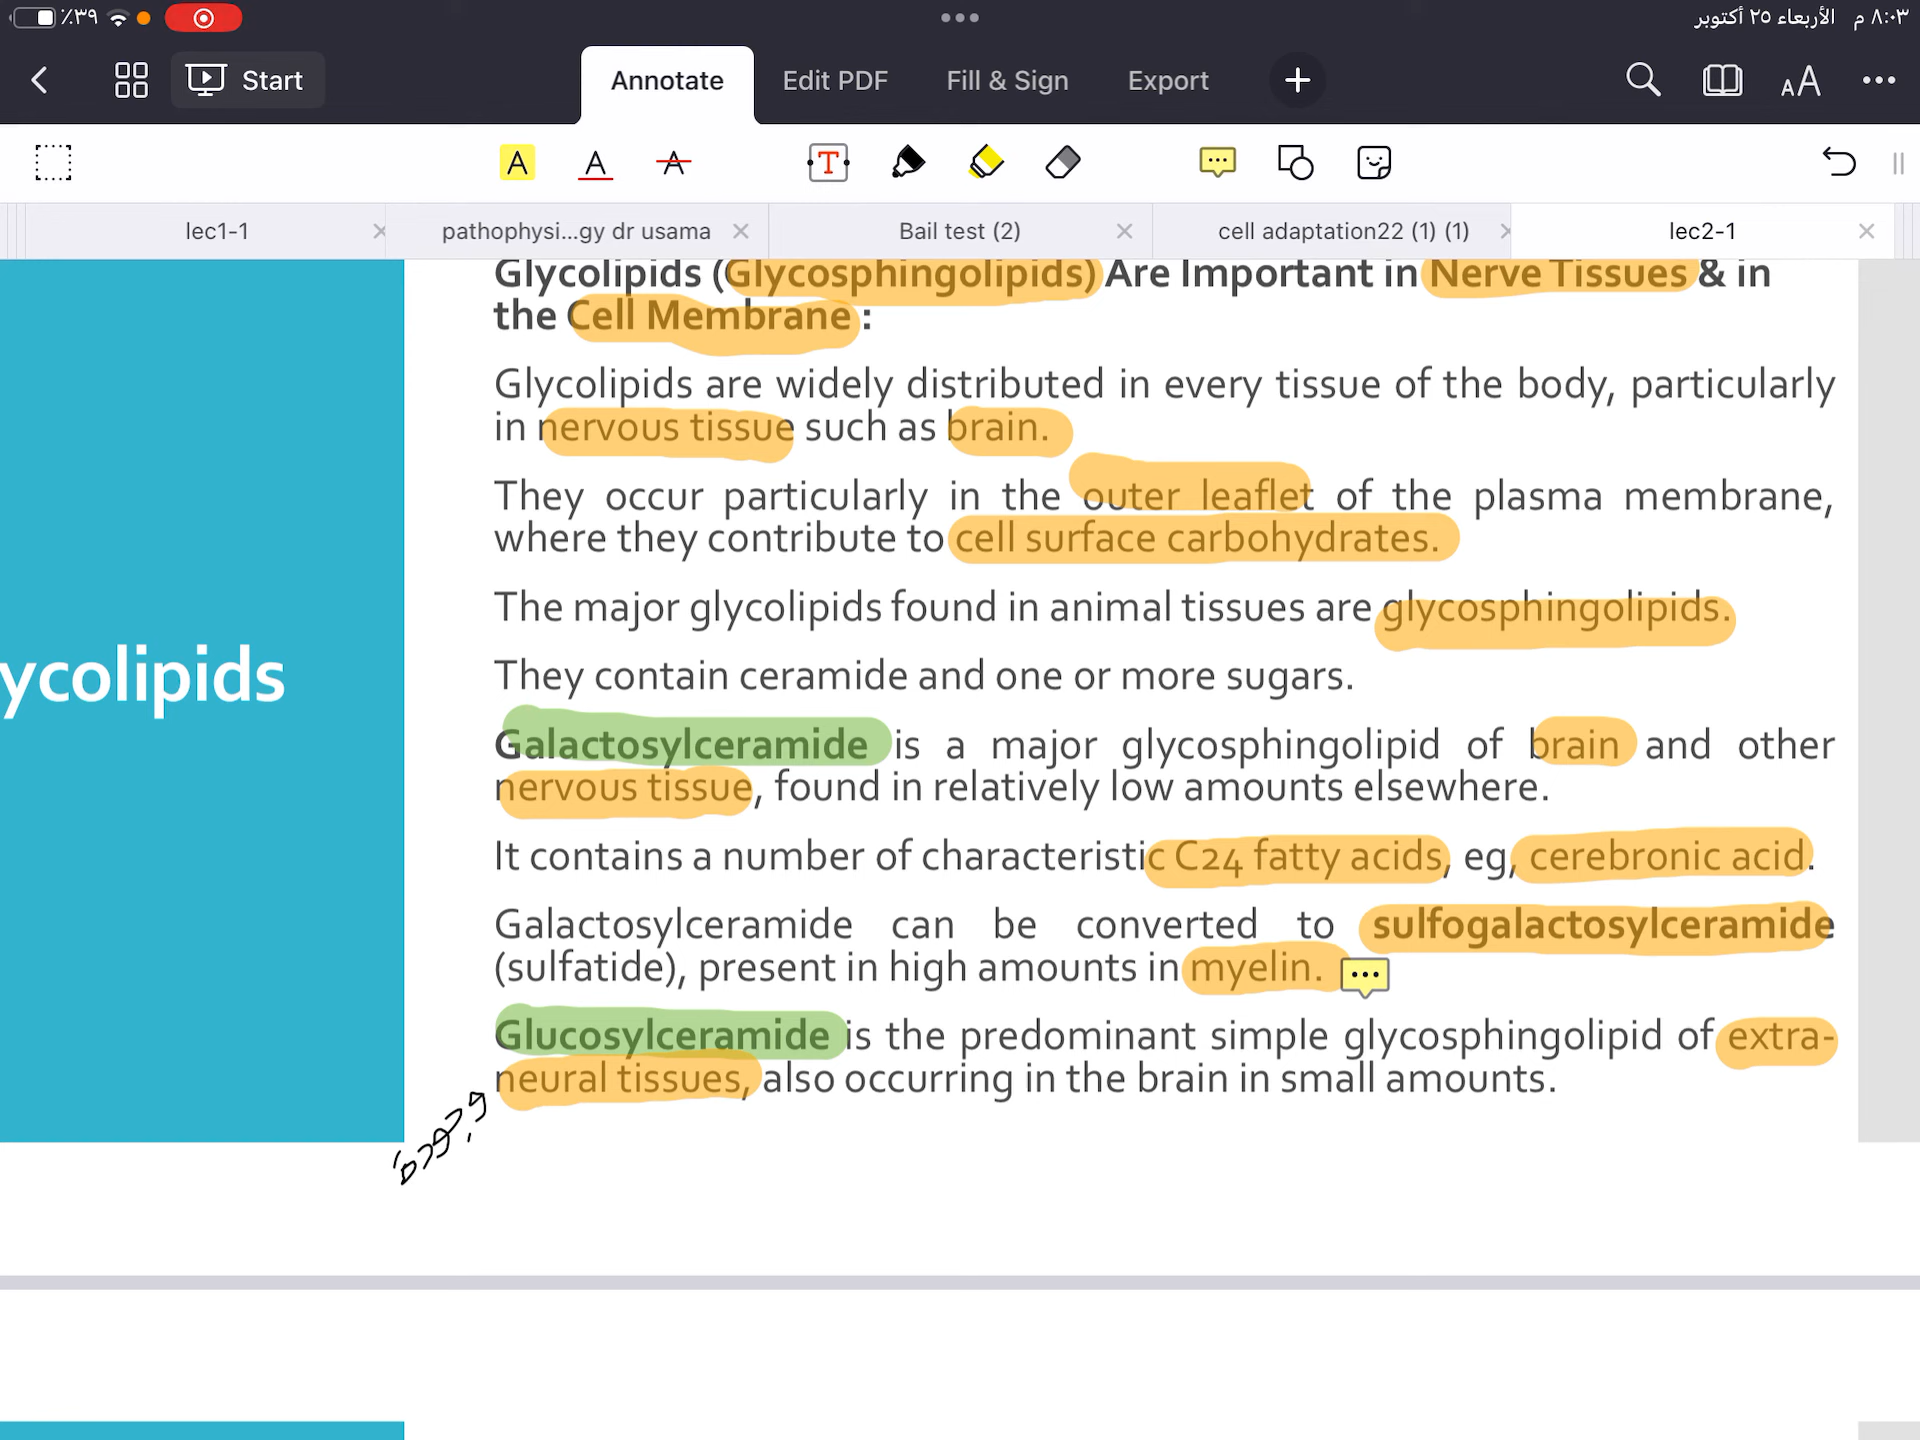 ٪٣٩
٨:٠٣ م الأربعاء ٢٥ أكتوبر
Start
Annotate
Edit PDF
Fill & Sign
Export
AA
A A A T
lec1-1
pathophysi...gy dr usama
Bail test (2)
cell adaptation22 (1) (1)
lec2-1
ycolipids
Glycolipids (Glycosphingolipids) Are Important in Nerve Tissues & in
the Cell Membrane :
Glycolipids are widely distributed in every tissue of the body, particularly
in nervous tissue such as brain.
They occur particularly in the outer leaflet of the plasma membrane,
where they contribute to cell surface carbohydrates.
The major glycolipids found in animal tissues are glycosphingolipids.
They contain ceramide and one or more sugars.
Galactosylceramide is a major glycosphingolipid of brain and other
nervous tissue, found in relatively low amounts elsewhere.
It contains a number of characteristic C24 fatty acids, eg, cerebronic acid.
Galactosylceramide can be converted to sulfogalactosylceramide
(sulfatide), present in high amounts in myelin.
Glucosylceramide is the predominant simple glycosphingolipid of extra-
neural tissues, also occurring in the brain in small amounts.